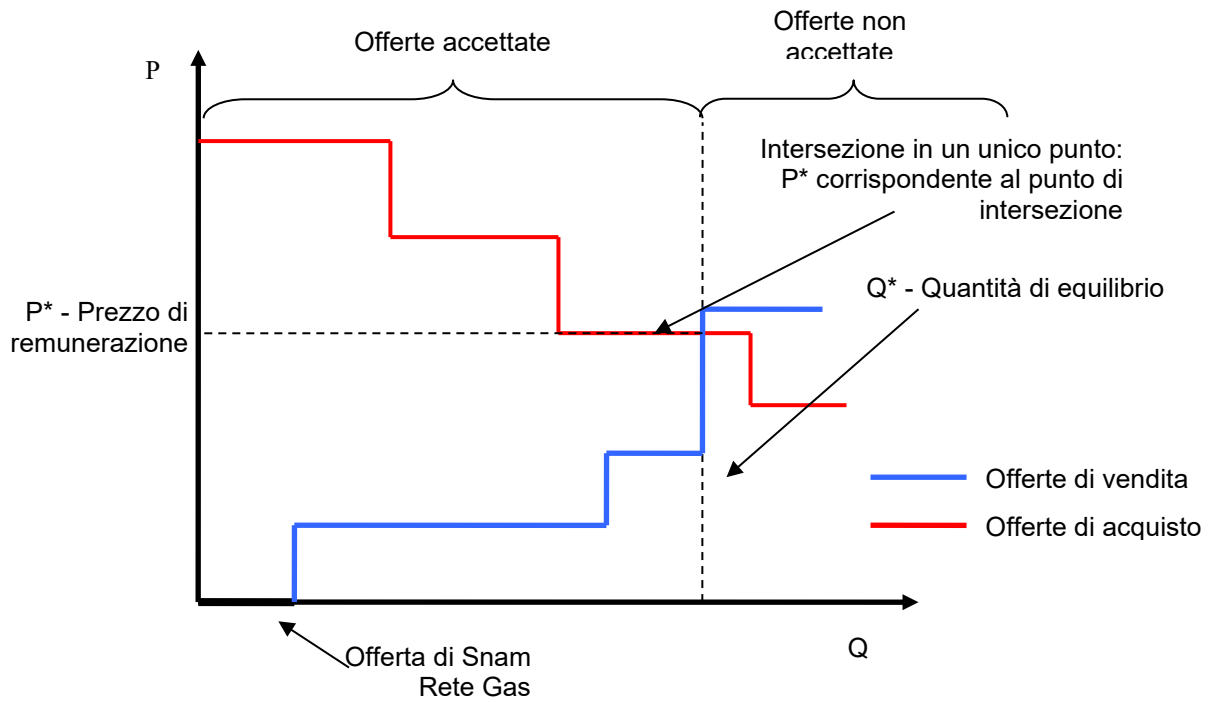 Offerte accettate
Offerte non
accettate
P
Intersezione in un unico punto:
P* corrispondente al punto di
intersezione
Q* - Quantità di equilibrio
P* - Prezzo di
remunerazione
Offerte di vendita
Offerte di acquisto
Q
Offerta di Snam
Rete Gas